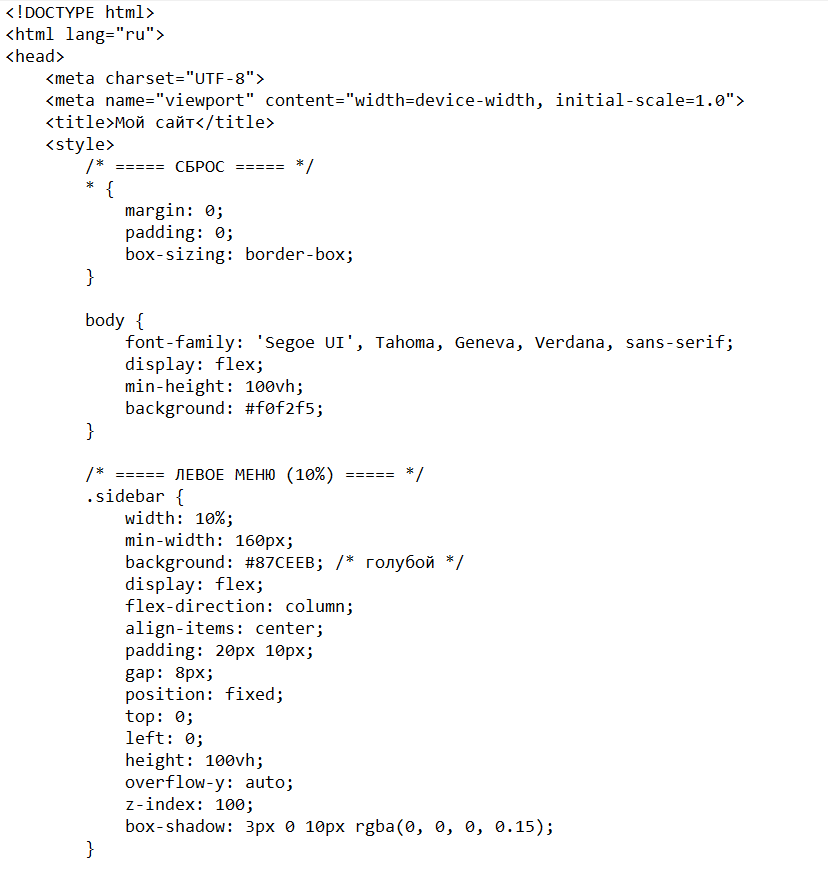 <!DOCTYPE html>
<html lang="ru">
<head>
    <meta charset="UTF-8">
    <meta name="viewport" content="width=device-width, initial-scale=1.0">
    <title>Мой сайт</title>
    <style>
        /* ===== СБРОС ===== */
        * {
            margin: 0;
            padding: 0;
            box-sizing: border-box;
        }

        body {
            font-family: 'Segoe UI', Tahoma, Geneva, Verdana, sans-serif;
            display: flex;
            min-height: 100vh;
            background: #f0f2f5;
        }

        /* ===== ЛЕВОЕ МЕНЮ (10%) ===== */
        .sidebar {
            width: 10%;
            min-width: 160px;
            background: #87CEEB; /* голубой */
            display: flex;
            flex-direction: column;
            align-items: center;
            padding: 20px 10px;
            gap: 8px;
            position: fixed;
            top: 0;
            left: 0;
            height: 100vh;
            overflow-y: auto;
            z-index: 100;
            box-shadow: 3px 0 10px rgba(0, 0, 0, 0.15);
        }